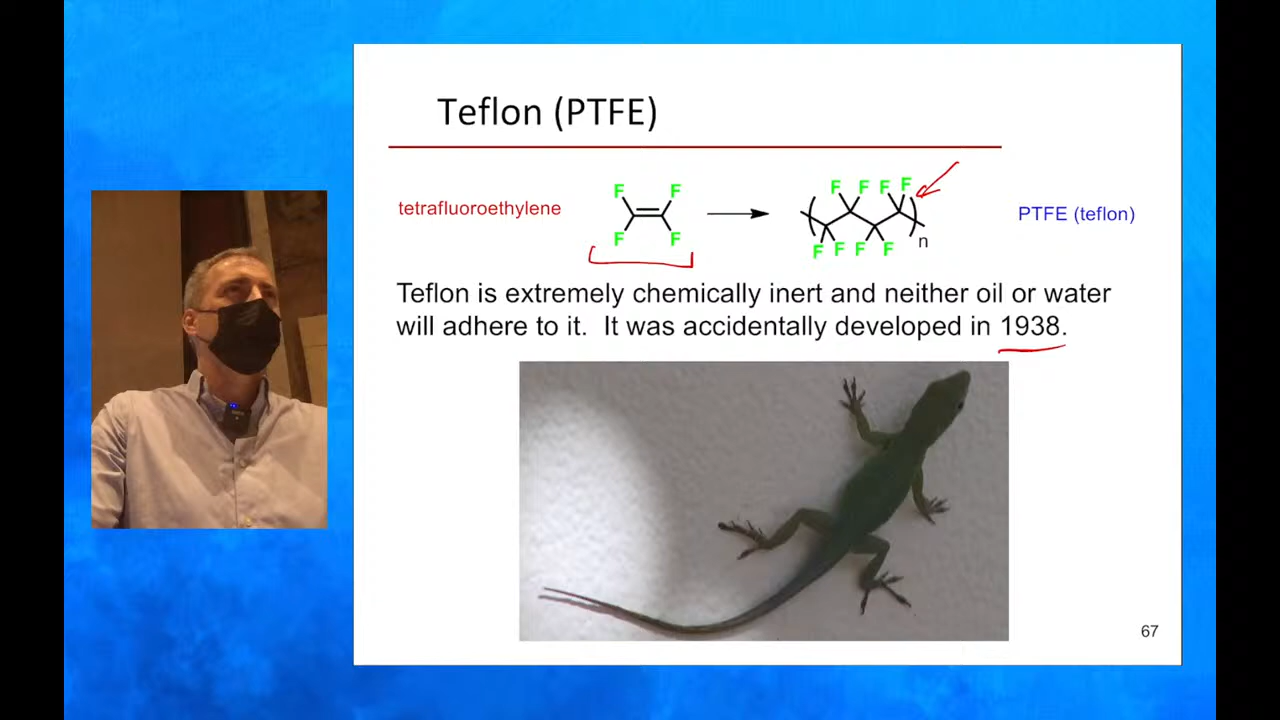 Teflon (PTFE)
tetrafluoroethylene
F F
F F
F F F F
F F F F
n
PTFE (teflon)
Teflon is extremely chemically inert and neither oil or water
will adhere to it. It was accidentally developed in 1938.
67